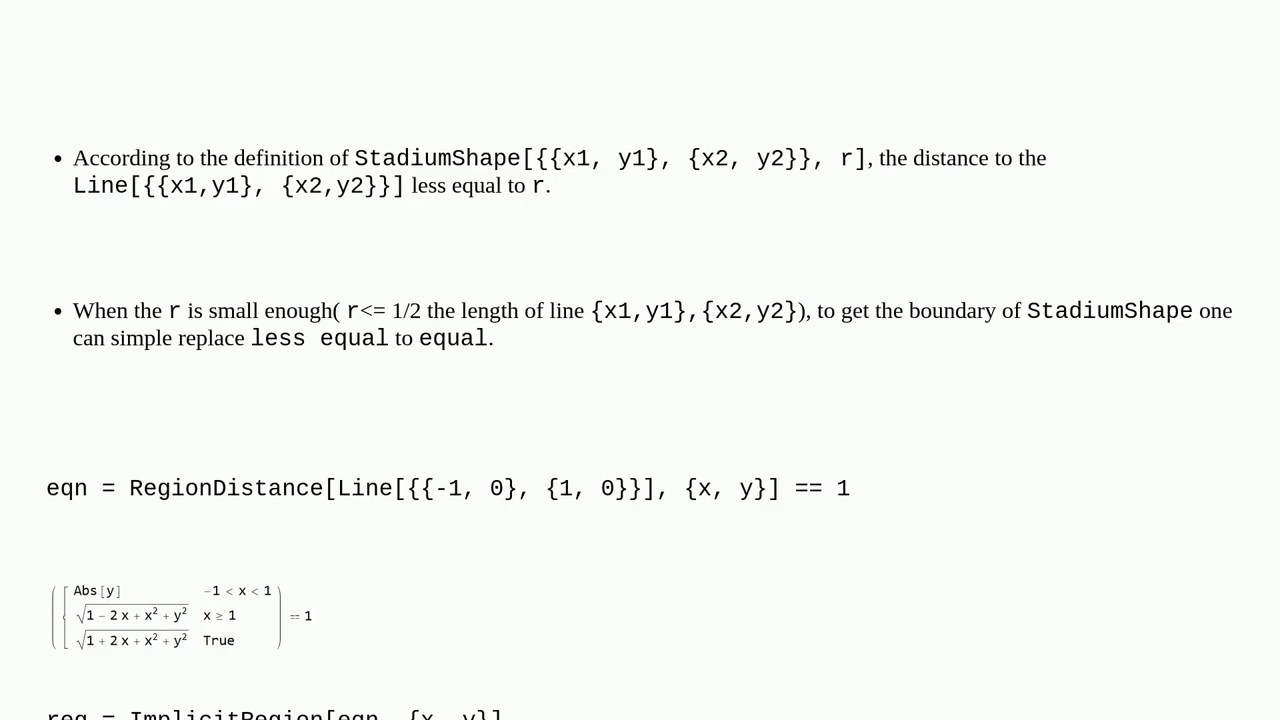 • According to the definition of StadiumShape[{{x1, y1}, {x2, y2}}, r], the distance to the
Line[{{x1,y1}, {x2,y2}}] less equal to r.
• When the r is small enough( r<= 1/2 the length of line {x1,y1},{x2,y2}), to get the boundary of StadiumShape one
can simple replace less equal to equal.
eqn = RegionDistance[Line[{{-1, 0}, {1, 0}}], {x, y}] == 1
Abs[y] -1 < x < 1
√1 - 2 x + x² + y² x ≥ 1 == 1
√1 + 2 x + x² + y² True
reg = ImplicitRegion[eqn, {x, y}]